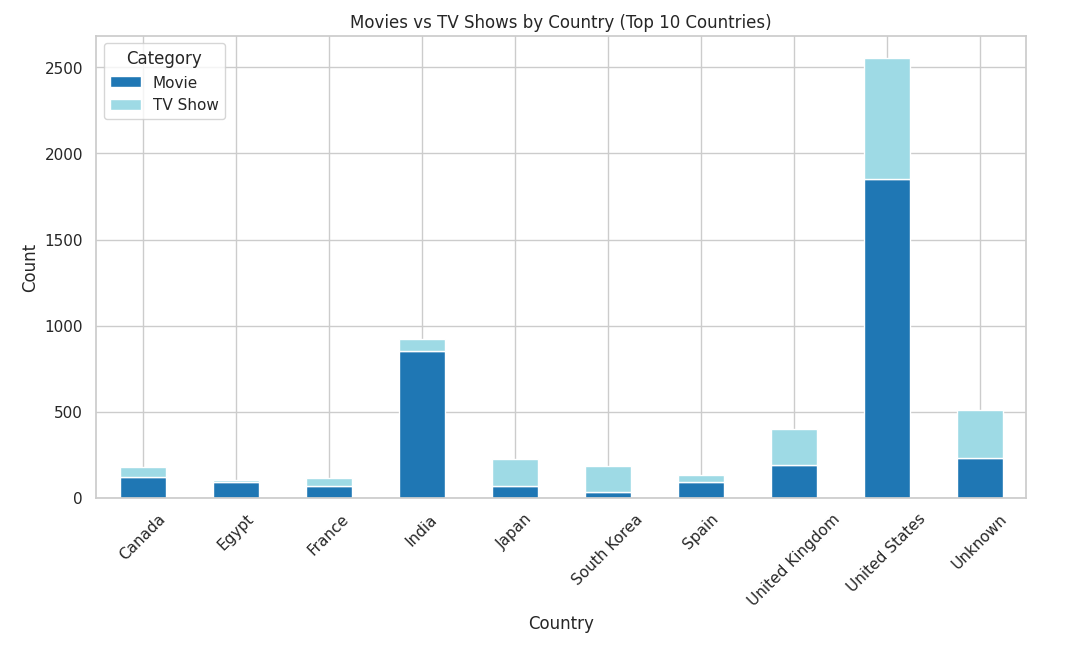 Movies vs TV Shows by Country (Top 10 Countries)
Category
Movie
TV Show
2500
2000
1500
1000
500
0
Count
Canada
Egypt
France
India
Japan
South Korea
Spain
United Kingdom
United States
Unknown
Country